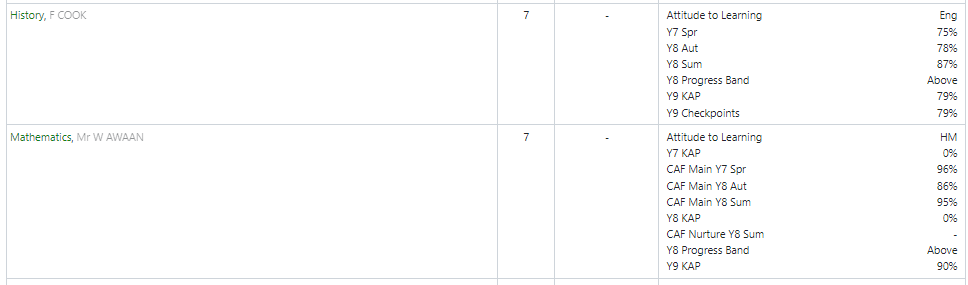 History, F COOK 7 - Attitude to Learning Eng
Y7 Spr 75%
Y8 Aut 78%
Y8 Sum 87%
Y8 Progress Band Above
Y9 KAP 79%
Y9 Checkpoints 79%
Mathematics, Mr W AWAAN 7 - Attitude to Learning HM
Y7 KAP 0%
CAF Main Y7 Spr 96%
CAF Main Y8 Aut 86%
CAF Main Y8 Sum 95%
Y8 KAP 0%
CAF Nurture Y8 Sum -
Y8 Progress Band Above
Y9 KAP 90%